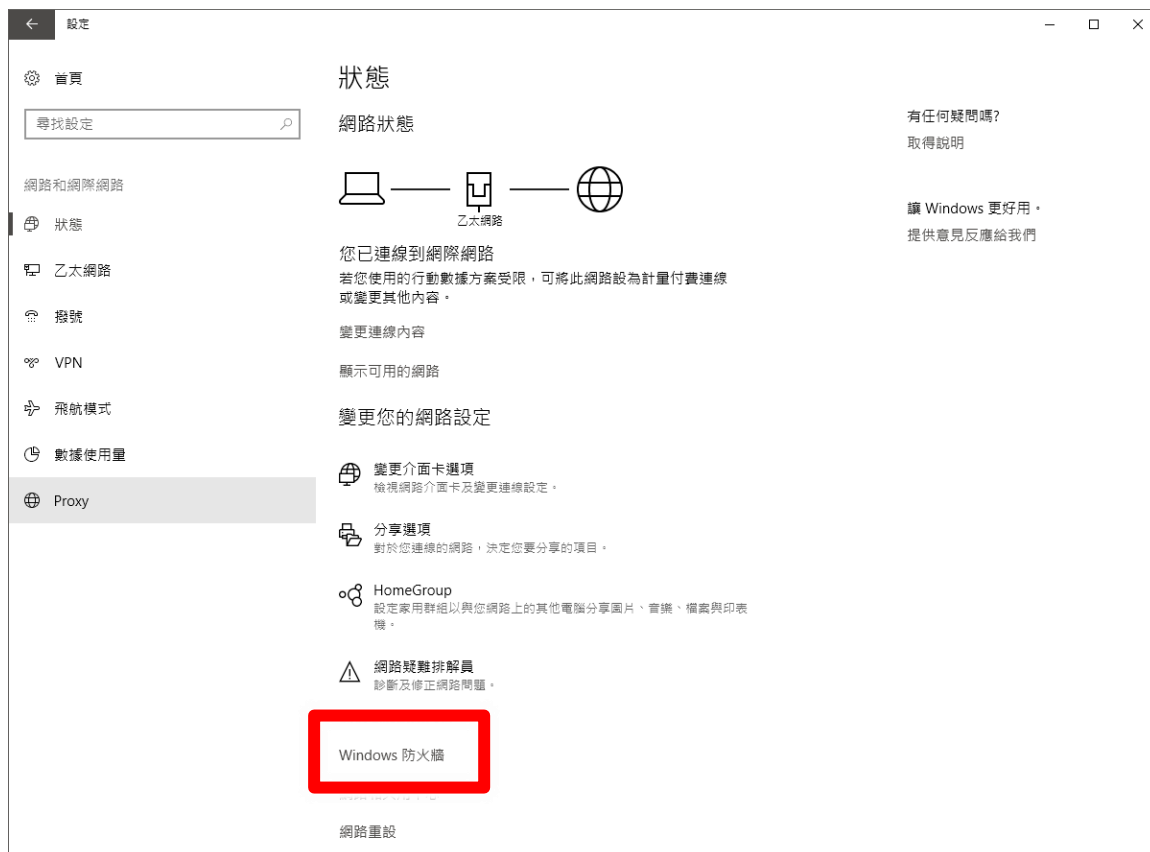 設定
首頁
尋找設定
網路和網際網路
狀態
乙太網路
撥號
VPN
飛航模式
數據使用量
Proxy
狀態
網路狀態
乙太網路
您已連線到網際網路
若您使用的行動數據方案受限，可將此網路設為計量付費連線
或變更其他內容。
變更連線內容
顯示可用的網路
變更您的網路設定
變更介面卡選項
檢視網路介面卡及變更連線設定。
分享選項
對於您連線的網路，決定您要分享的項目。
HomeGroup
設定家用群組以與您網路上的其他電腦分享圖片、音樂、檔案與印表
機。
網路疑難排解員
診斷及修正網路問題。
Windows 防火牆
網路重設
有任何疑問嗎?
取得說明
讓 Windows 更好用。
提供意見反應給我們